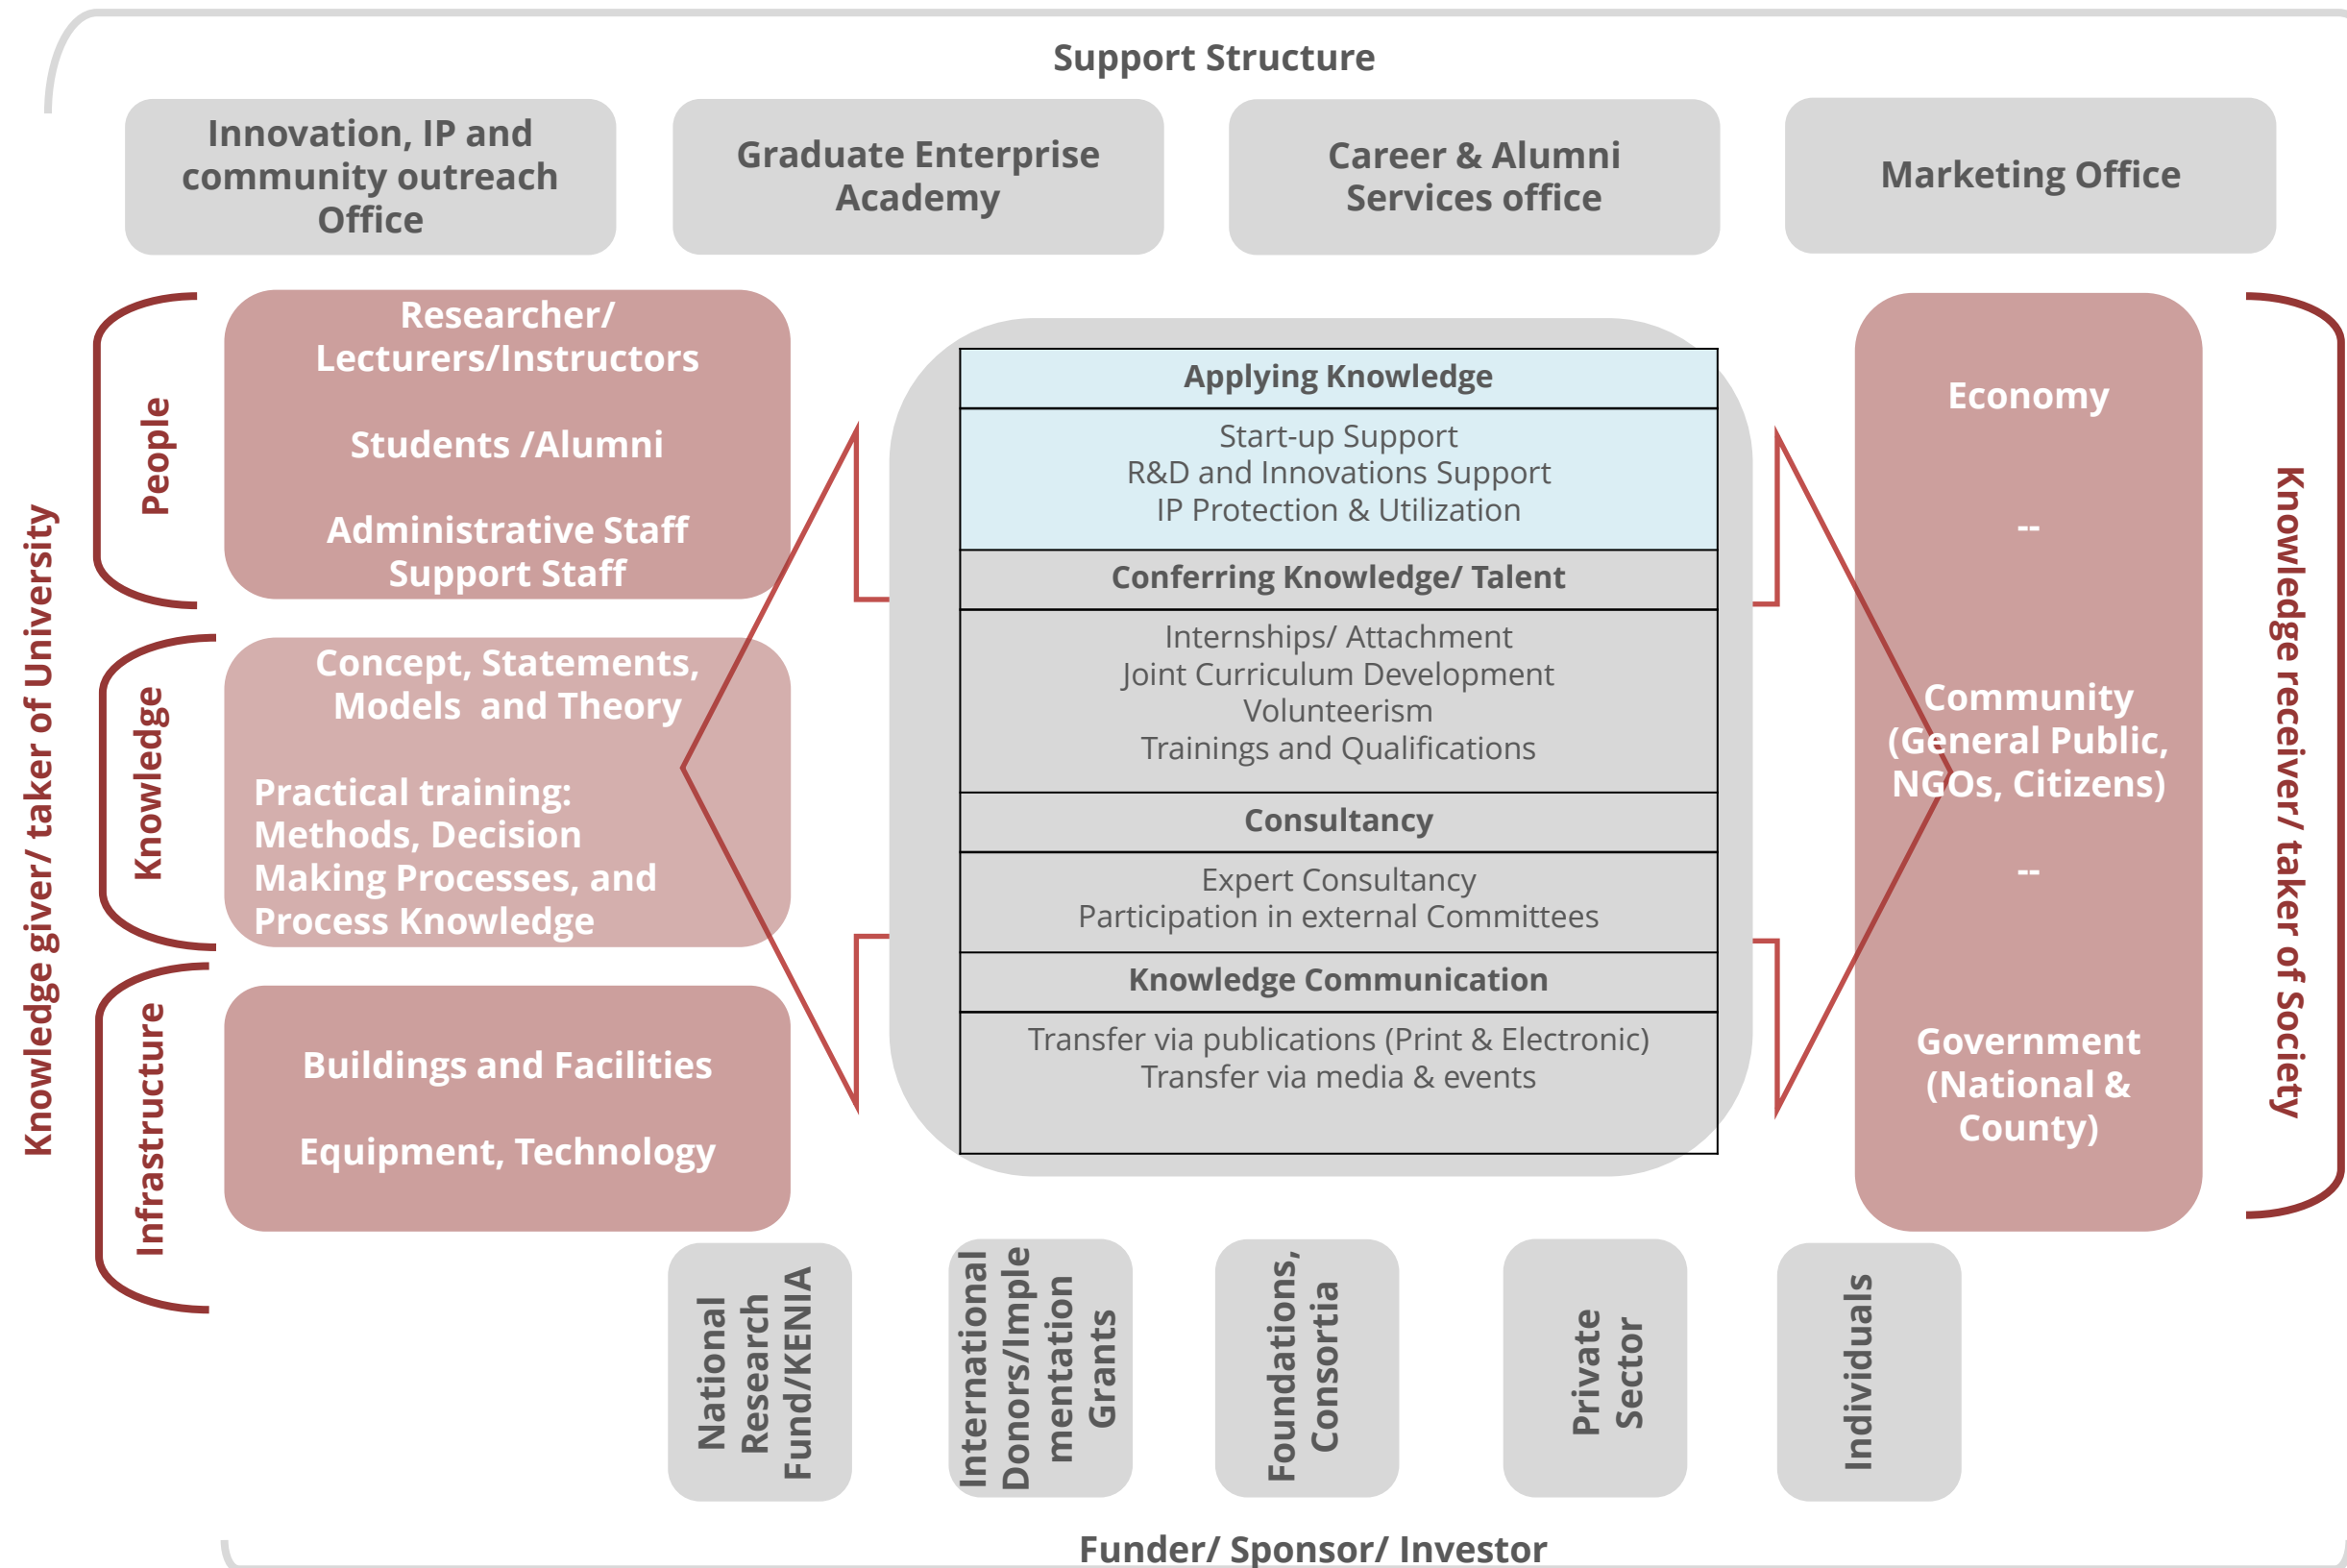 Support Structure
Innovation, IP and
community outreach
Office
Graduate Enterprise
Academy
Career & Alumni
Services office
Marketing Office
Knowledge giver/ taker of University
People
Researcher/
Lecturers/Instructors
Students /Alumni
Administrative Staff
Support Staff
Knowledge
Concept, Statements,
Models and Theory
Practical training:
Methods, Decision
Making Processes, and
Process Knowledge
Infrastructure
Buildings and Facilities
Equipment, Technology
Applying Knowledge
Start-up Support
R&D and Innovations Support
IP Protection & Utilization
Conferring Knowledge/ Talent
Internships/ Attachment
Joint Curriculum Development
Volunteerism
Trainings and Qualifications
Consultancy
Expert Consultancy
Participation in external Committees
Knowledge Communication
Transfer via publications (Print & Electronic)
Transfer via media & events
Economy
--
Community
(General Public,
NGOs, Citizens)
--
Government
(National &
County)
Knowledge receiver/ taker of Society
National
Research
Fund/KENIA
International
Donors/Imple
mentation
Grants
Foundations,
Consortia
Private
Sector
Individuals
Funder/ Sponsor/ Investor